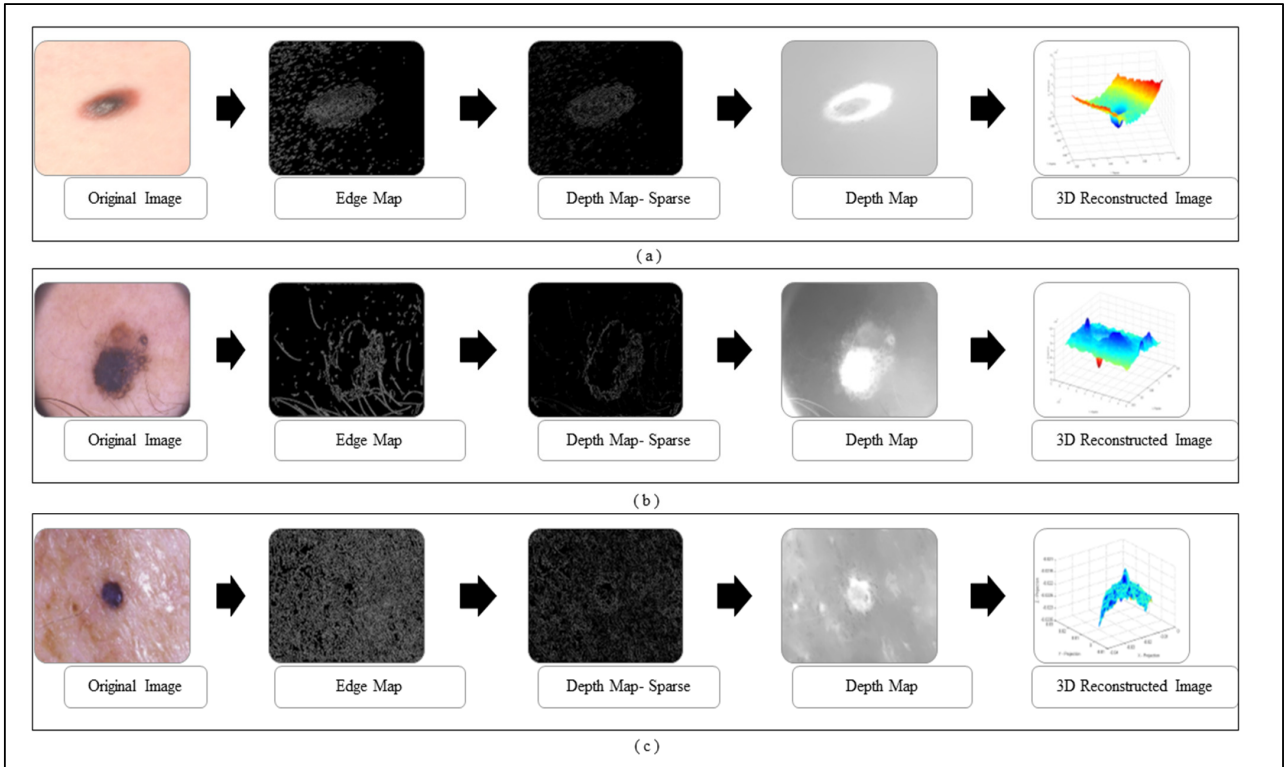 Original Image
Edge Map
Depth Map- Sparse
Depth Map
3D Reconstructed Image
( a )
Original Image
Edge Map
Depth Map- Sparse
Depth Map
3D Reconstructed Image
( b )
Original Image
Edge Map
Depth Map- Sparse
Depth Map
3D Reconstructed Image
( c )